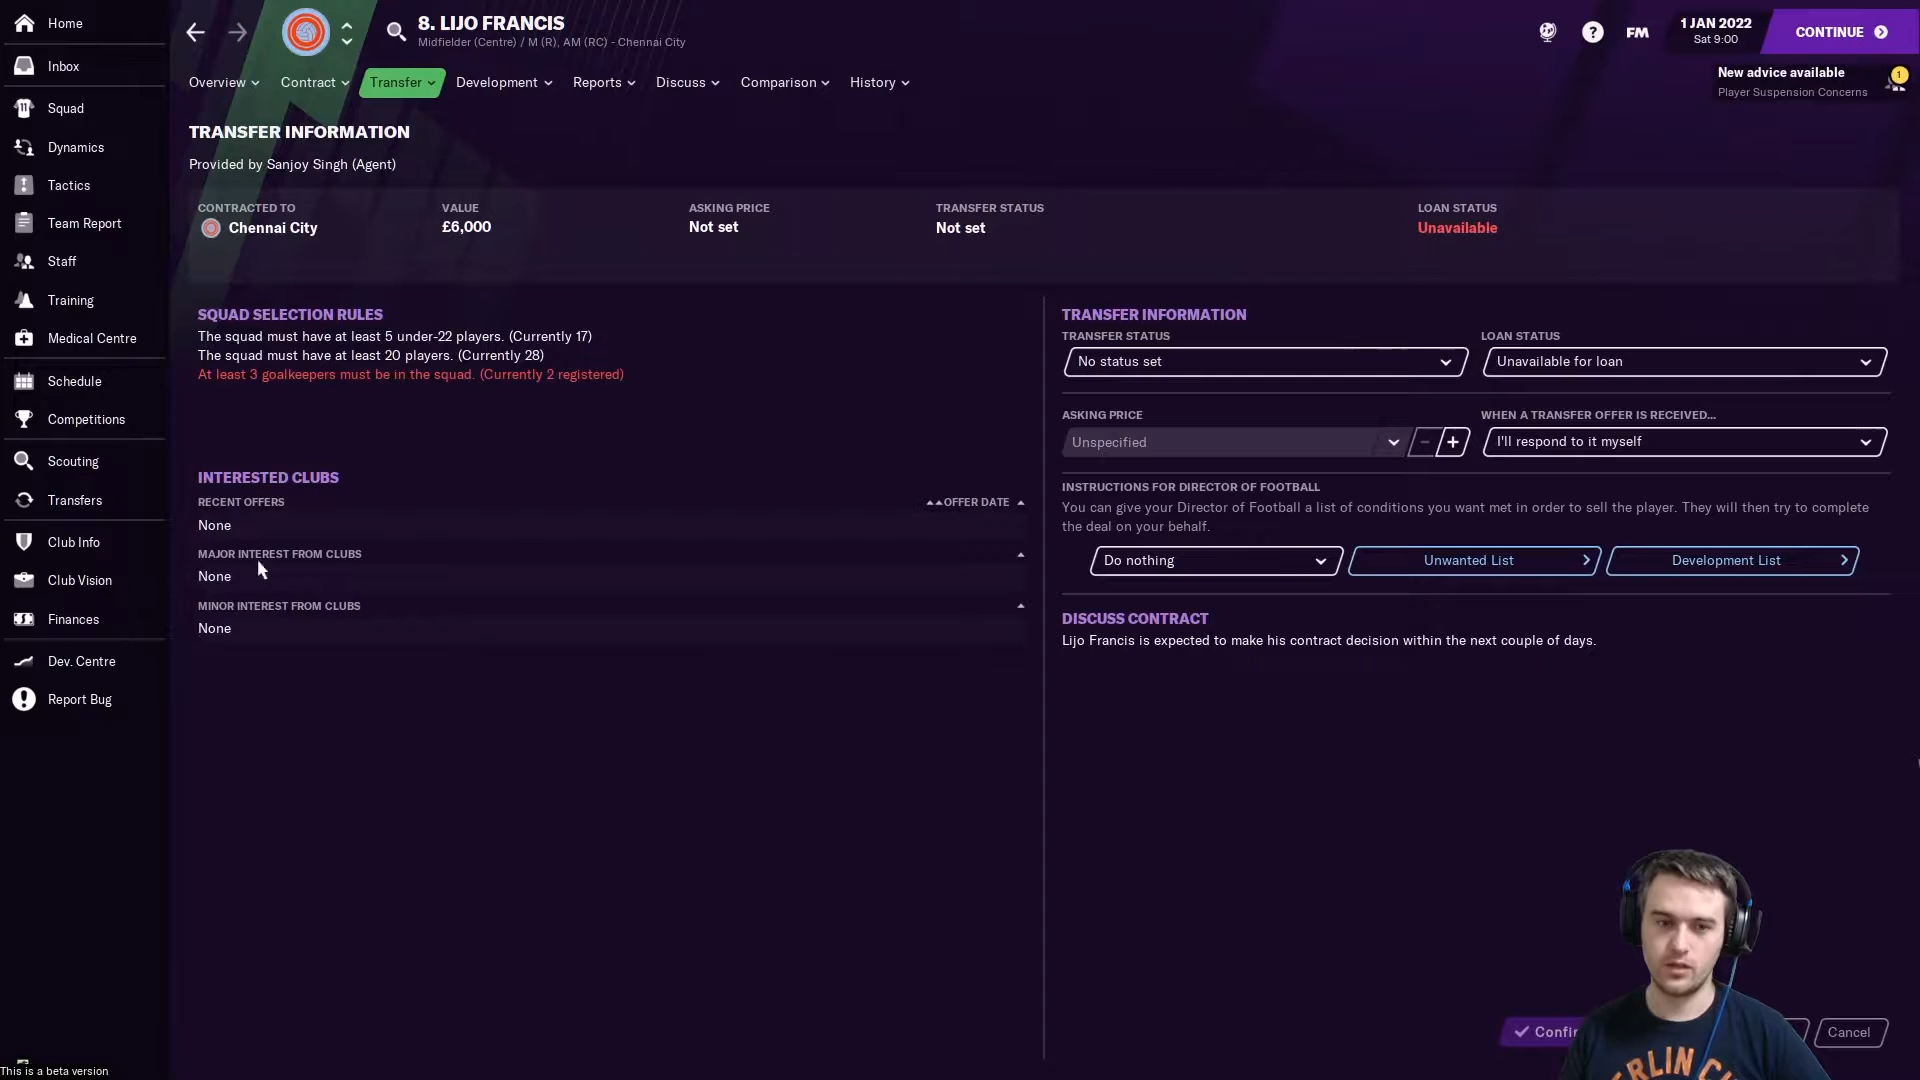 Home
Inbox
Squad
Dynamics
Tactics
Team Report
Staff
Training
Medical Centre
Schedule
Competitions
Scouting
Transfers
Club Info
Club Vision
Finances
Dev. Centre
Report Bug
This is a beta version
8. LIJO FRANCIS
Midfielder (Centre) / M (R), AM (RC) - Chennai City
FM
1 JAN 2022
Sat 9:00
CONTINUE
Overview Contract Transfer Development Reports Discuss Comparison History
New advice available
1
Player Suspension Concerns
TRANSFER INFORMATION
Provided by Sanjoy Singh (Agent)
CONTRACTED TO VALUE ASKING PRICE TRANSFER STATUS LOAN STATUS
Chennai City £6,000 Not set Not set Unavailable
SQUAD SELECTION RULES
The squad must have at least 5 under-22 players. (Currently 17)
The squad must have at least 20 players. (Currently 28)
At least 3 goalkeepers must be in the squad. (Currently 2 registered)
INTERESTED CLUBS
RECENT OFFERS OFFER DATE
None
MAJOR INTEREST FROM CLUBS
None
MINOR INTEREST FROM CLUBS
None
TRANSFER INFORMATION
TRANSFER STATUS LOAN STATUS
No status set Unavailable for loan
ASKING PRICE WHEN A TRANSFER OFFER IS RECEIVED...
Unspecified I'll respond to it myself
INSTRUCTIONS FOR DIRECTOR OF FOOTBALL
You can give your Director of Football a list of conditions you want met in order to sell the player. They will then try to complete
the deal on your behalf.
Do nothing Unwanted List Development List
DISCUSS CONTRACT
Lijo Francis is expected to make his contract decision within the next couple of days.
Confir Cancel